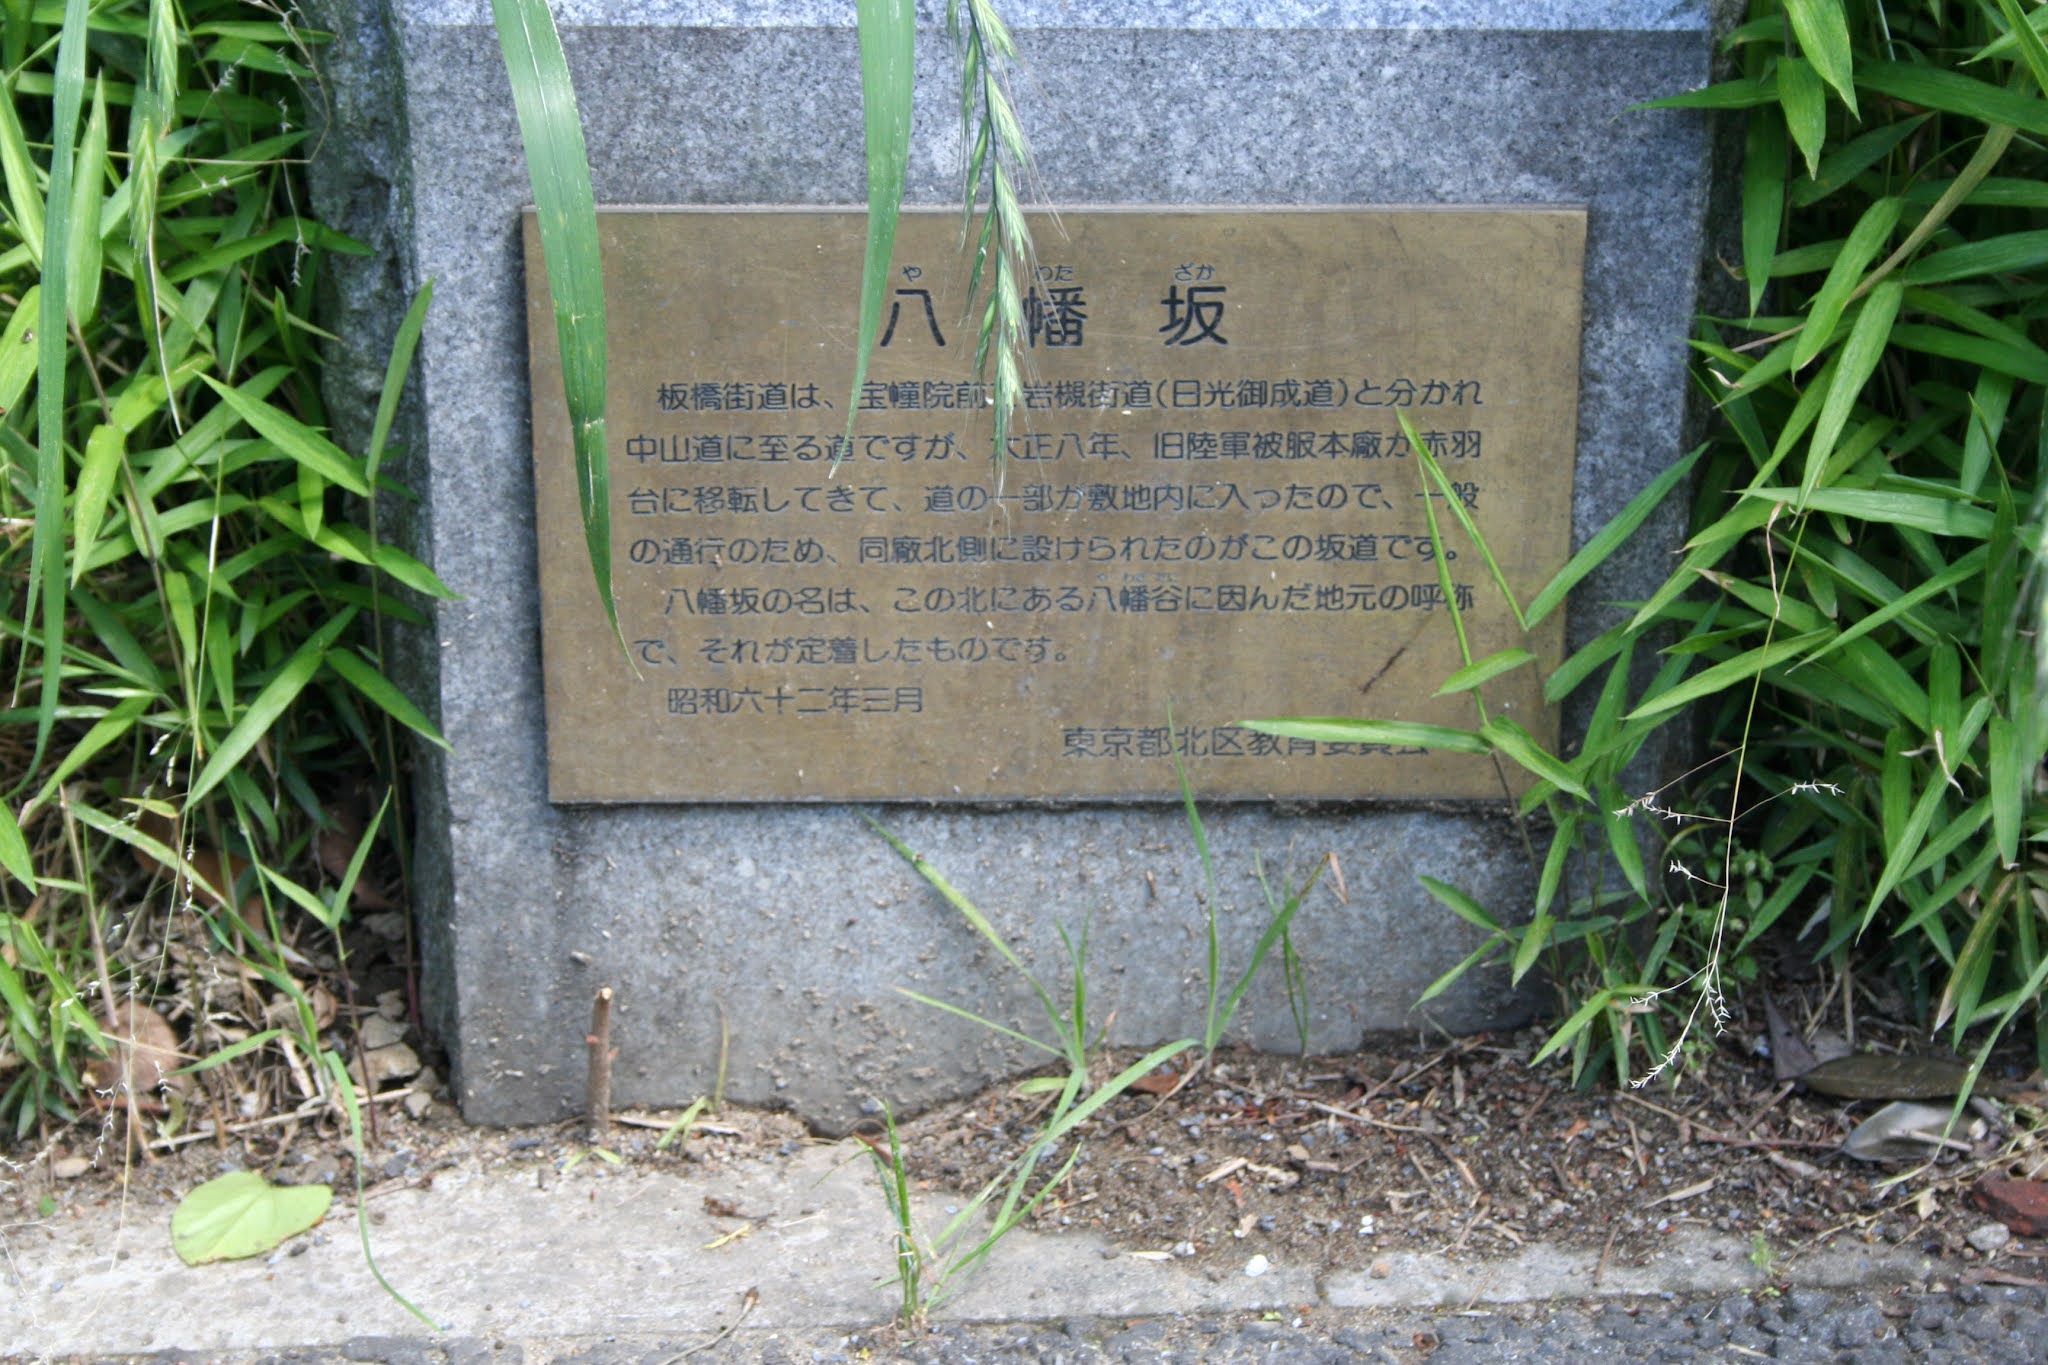 や わた ざか
八幡坂
板橋街道は、宝幢院前 岩槻街道(日光御成道)と分かれ
中山道に至る道ですが、大正八年、旧陸軍被服本廠が赤羽
台に移転してきて、道の一部が敷地内に入ったので、一般
の通行のため、同廠北側に設けられたのがこの坂道です。
八幡坂の名は、この北にある八幡谷に因んだ地元の呼称
で、それが定着したものです。
昭和六十二年三月
東京都北区教育委員会